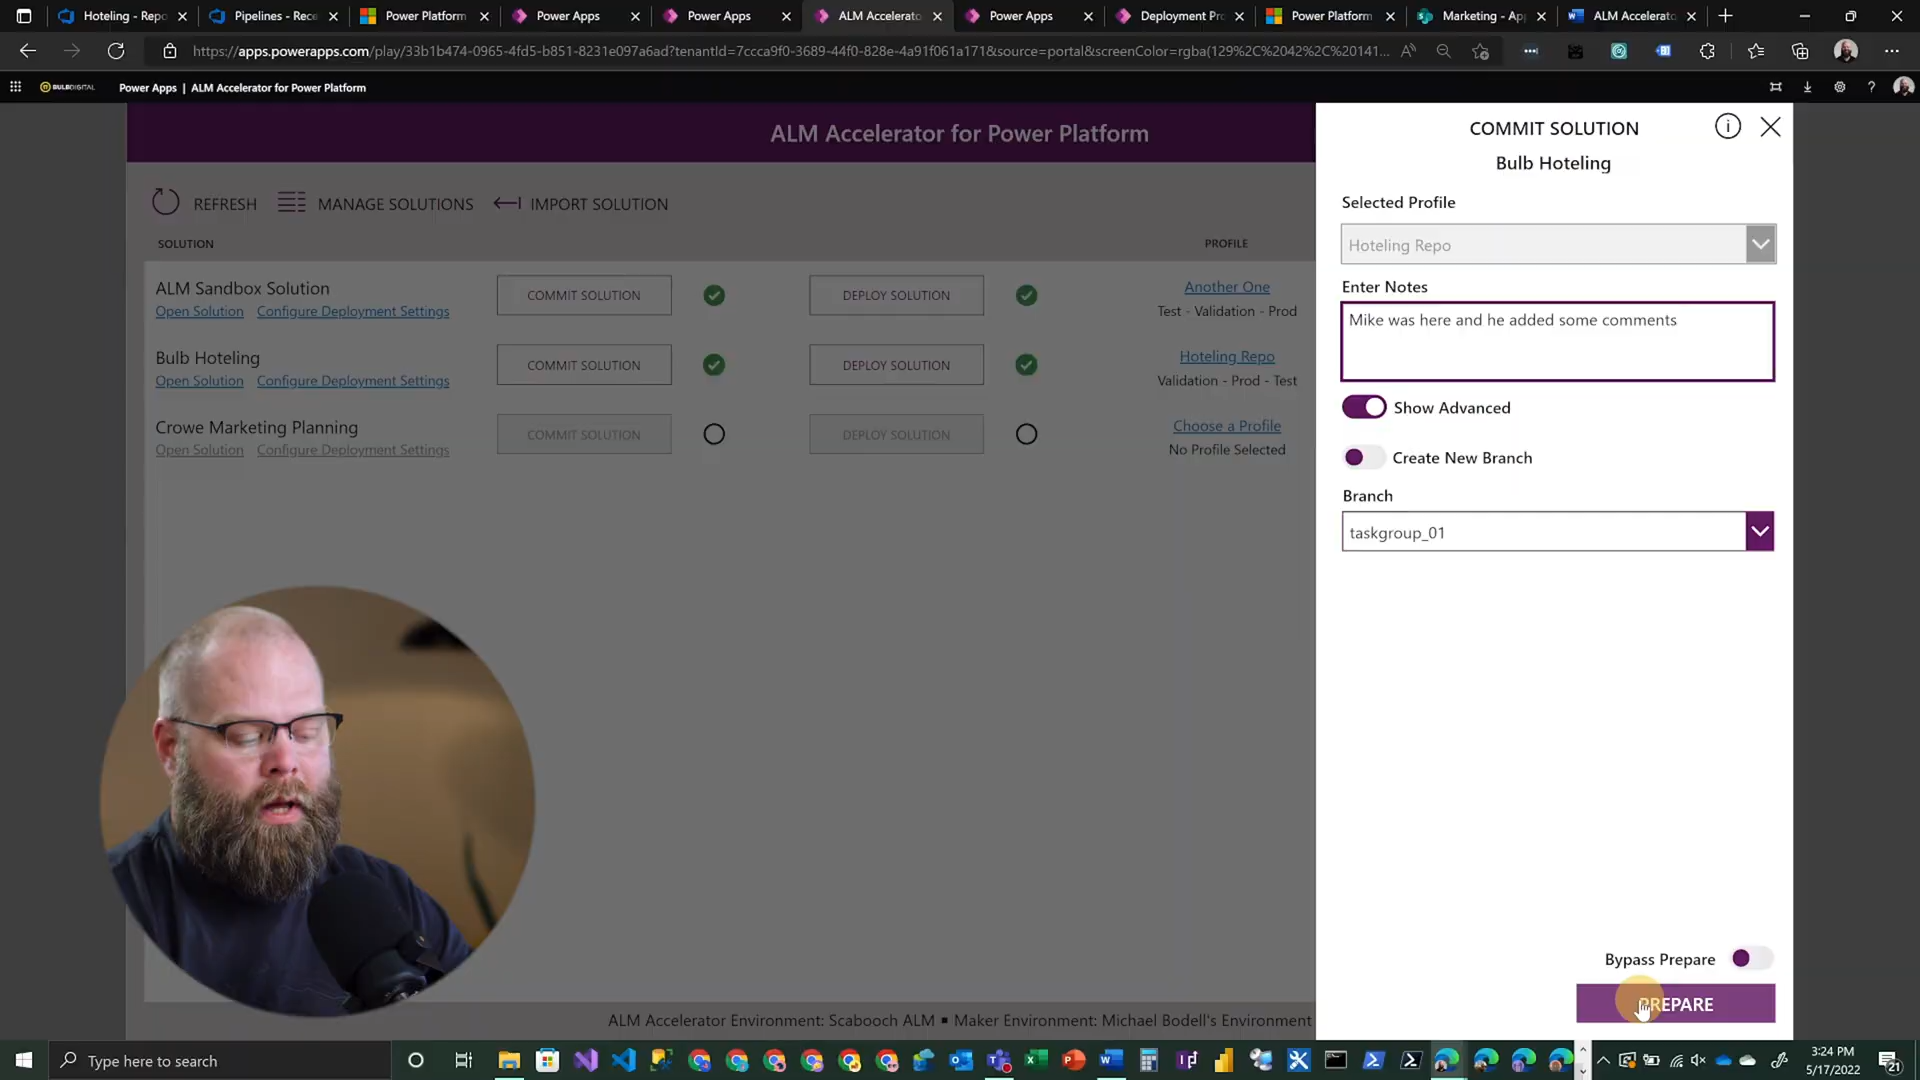 Hoteling - Repo
Pipelines - Rece
Power Platform
Power Apps
Power Apps
ALM Accelerato
Power Apps
Deployment Pro
Power Platform
Marketing - Ap
ALM Accelerato
https://apps.powerapps.com/play/33b1b474-0965-4fd5-b851-8231e097a6ad?tenantId=7ccca9f0-3689-44f0-828e-4a91f061a171&source=portal&screenColor=rgba(129%2C%2042%2C%20141...
BULBDIGITAL
Power Apps | ALM Accelerator for Power Platform
ALM Accelerator for Power Platform
REFRESH
MANAGE SOLUTIONS
IMPORT SOLUTION
SOLUTION
PROFILE
ALM Sandbox Solution
Open Solution Configure Deployment Settings
COMMIT SOLUTION
DEPLOY SOLUTION
Another One
Test - Validation - Prod
Bulb Hoteling
Open Solution Configure Deployment Settings
COMMIT SOLUTION
DEPLOY SOLUTION
Hoteling Repo
Validation - Prod - Test
Crowe Marketing Planning
Open Solution Configure Deployment Settings
COMMIT SOLUTION
DEPLOY SOLUTION
Choose a Profile
No Profile Selected
COMMIT SOLUTION
Bulb Hoteling
Selected Profile
Hoteling Repo
Enter Notes
Mike was here and he added some comments
Show Advanced
Create New Branch
Branch
taskgroup_01
Bypass Prepare
PREPARE
ALM Accelerator Environment: Scabooch ALM ▪ Maker Environment: Michael Bodell's Environment
Type here to search
3:24 PM
5/17/2022
21